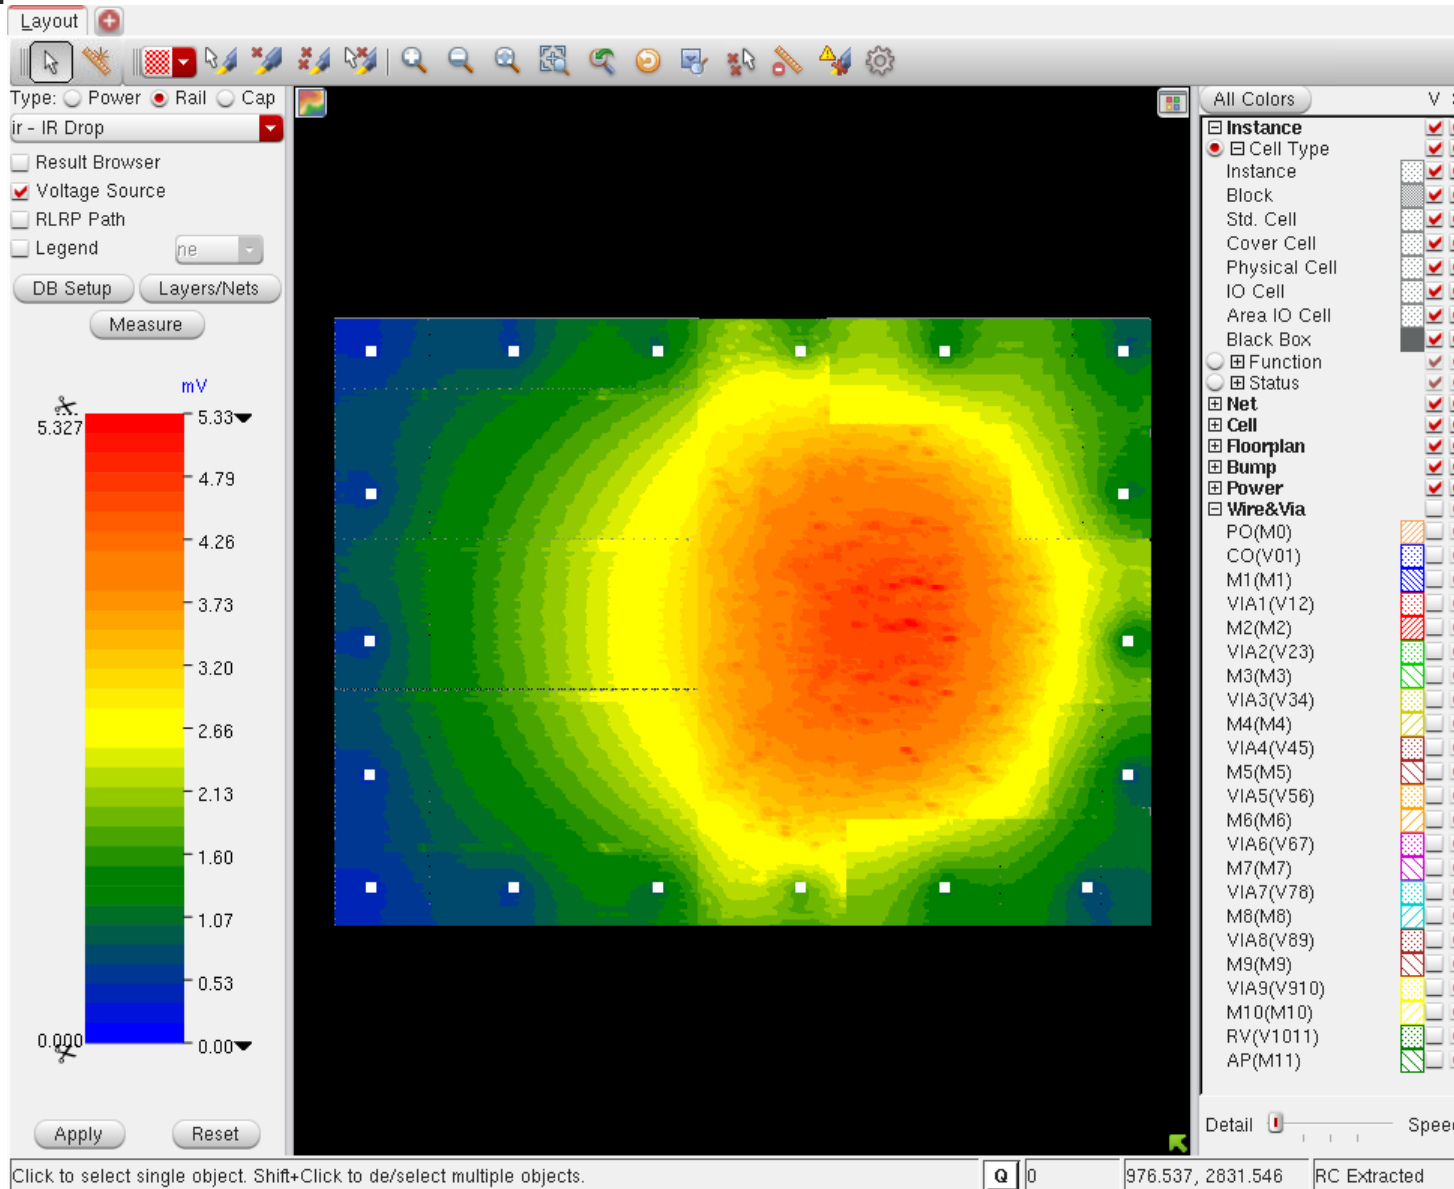 Layout
Type: Power Rail Cap
ir - IR Drop
Result Browser
Voltage Source
RLRP Path
Legend ne
DB Setup Layers/Nets
Measure
mV
5.327
5.33
4.79
4.26
3.73
3.20
2.66
2.13
1.60
1.07
0.53
0.000
0.00
Apply Reset
All Colors V
Instance
Cell Type
Instance
Block
Std. Cell
Cover Cell
Physical Cell
IO Cell
Area IO Cell
Black Box
Function
Status
Net
Cell
Floorplan
Bump
Power
Wire&Via
PO(M0)
CO(V01)
M1(M1)
VIA1(V12)
M2(M2)
VIA2(V23)
M3(M3)
VIA3(V34)
M4(M4)
VIA4(V45)
M5(M5)
VIA5(V56)
M6(M6)
VIA6(V67)
M7(M7)
VIA7(V78)
M8(M8)
VIA8(V89)
M9(M9)
VIA9(V910)
M10(M10)
RV(V1011)
AP(M11)
Detail Spee
Click to select single object. Shift+Click to de/select multiple objects. Q 0 976.537, 2831.546 RC Extracted